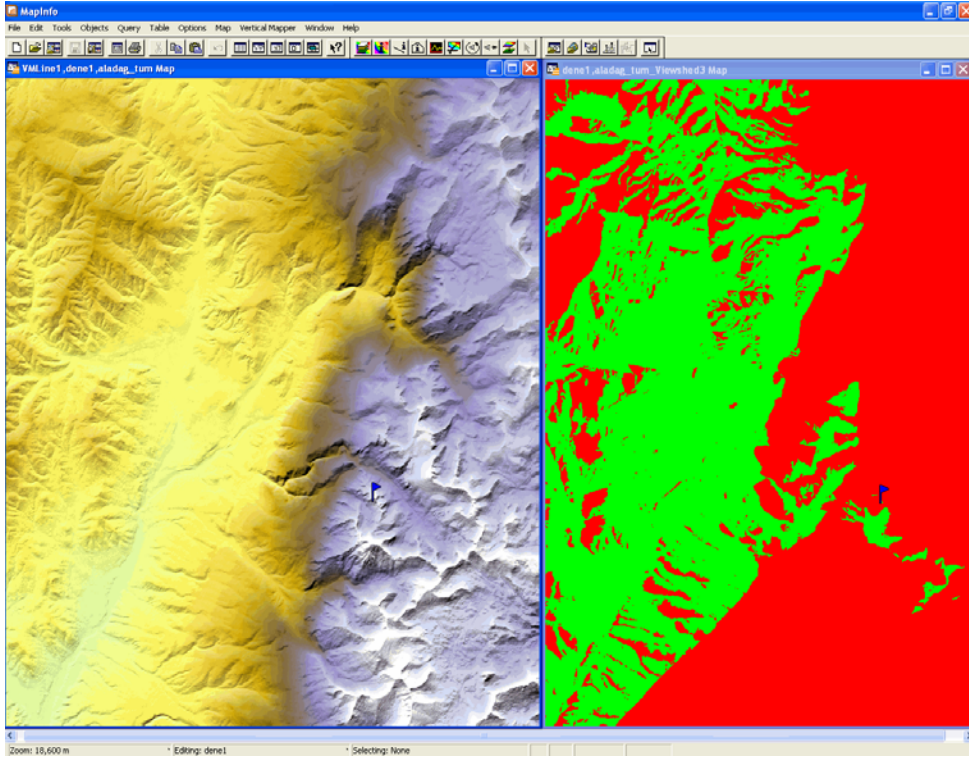 MapInfo
File Edit Tools Objects Query Table Options Map Vertical Mapper Window Help
VMLine1,dene1,aladag_tum Map
dene1,aladag_tum_Viewshed3 Map
Zoom: 18,600 m
Editing: dene1
Selecting: None